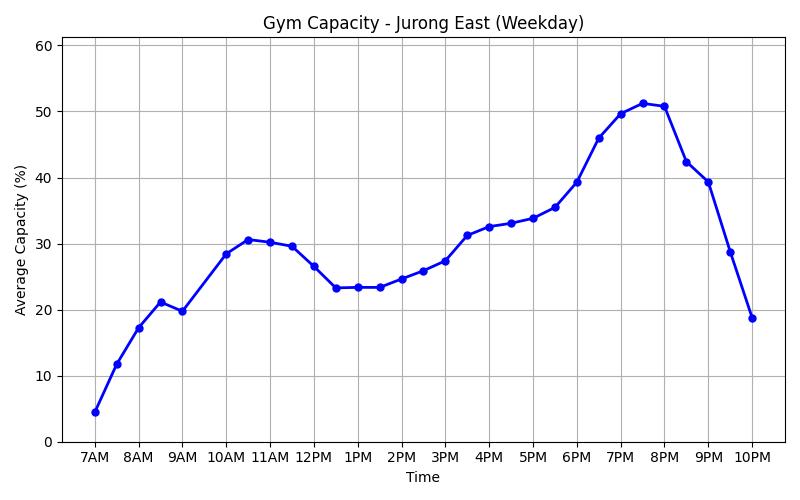 Gym Capacity - Jurong East (Weekday)
Average Capacity (%)
60
50
40
30
20
10
0
7AM 8AM 9AM 10AM 11AM 12PM 1PM 2PM 3PM 4PM 5PM 6PM 7PM 8PM 9PM 10PM
Time